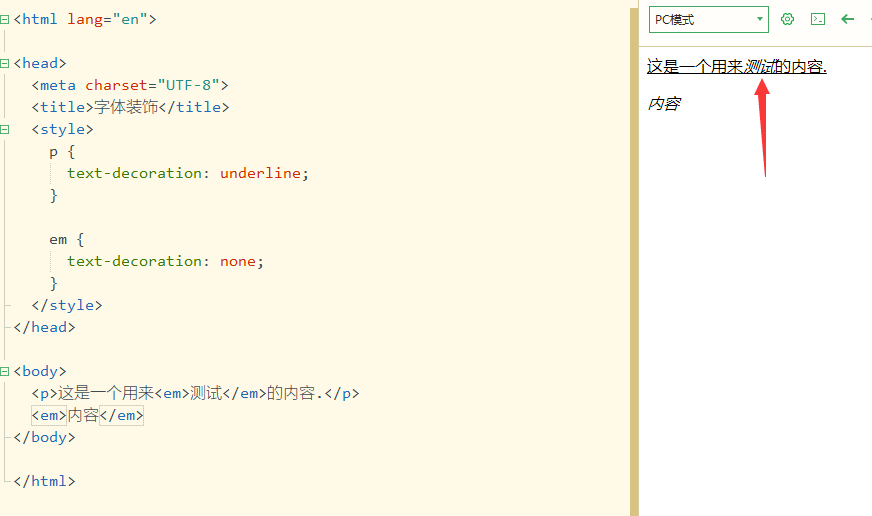 <html lang="en">
<head>
<meta charset="UTF-8">
<title>字体装饰</title>
<style>
p {
text-decoration: underline;
}
em {
text-decoration: none;
}
</style>
</head>
<body>
<p>这是一个用来<em>测试</em>的内容.</p>
<em>内容</em>
</body>
</html>
PC模式
这是一个用来测试的内容.
内容